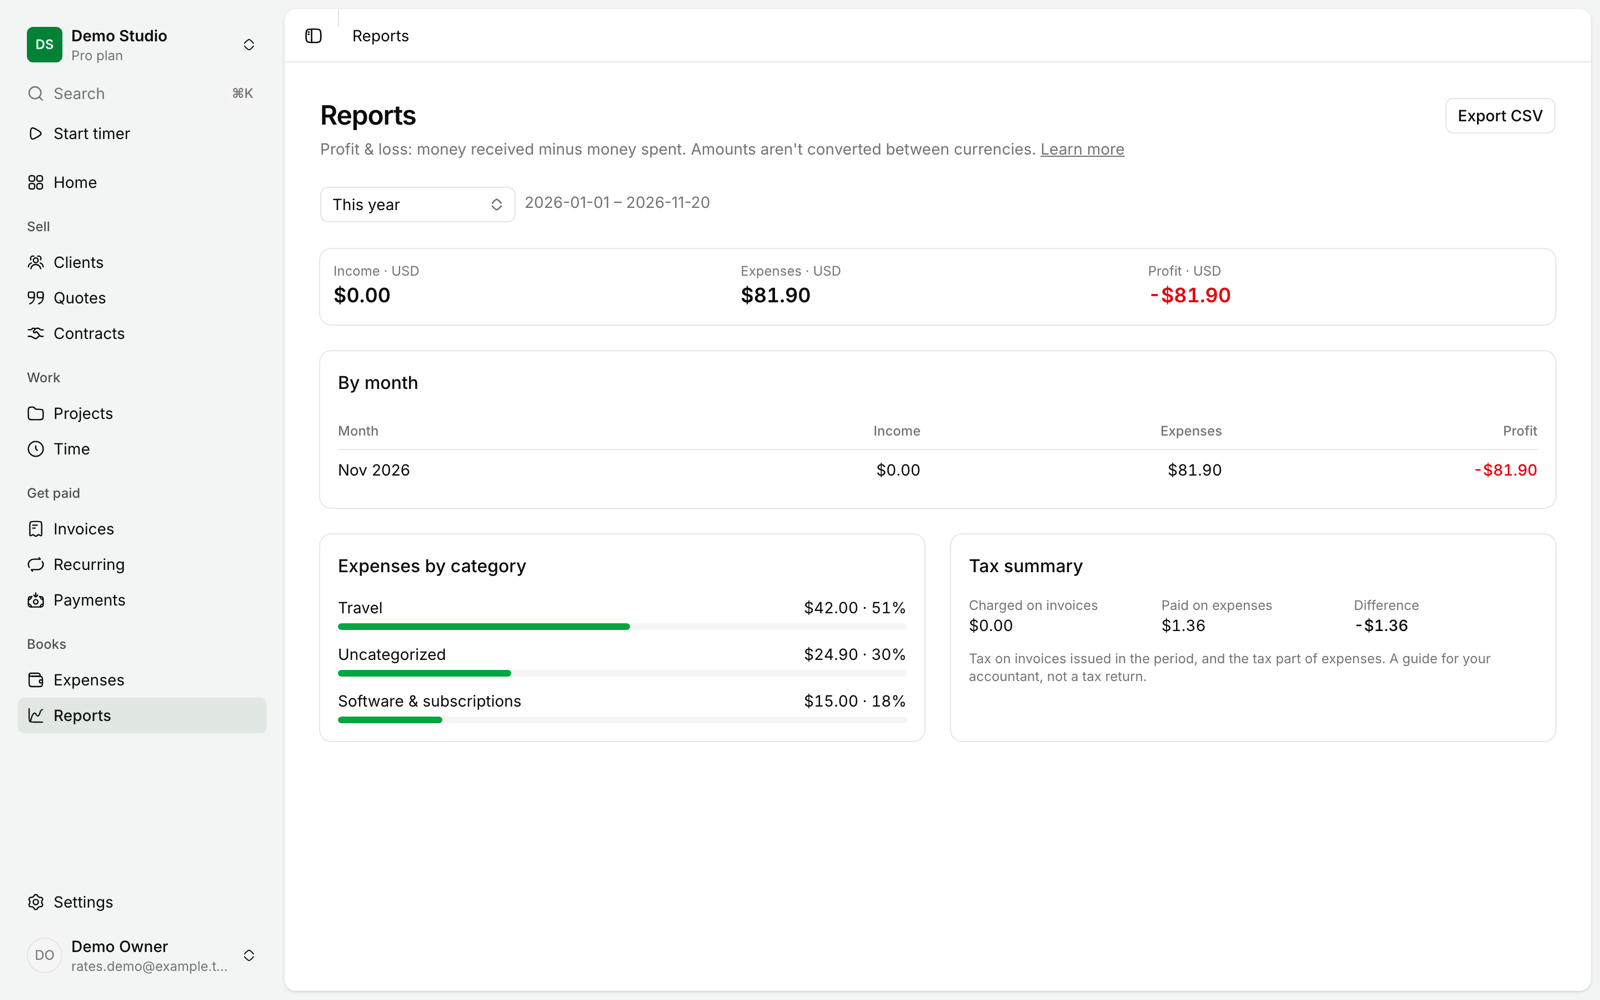 DS
Demo Studio
Pro plan
Search ⌘K
Start timer
Home
Sell
Clients
Quotes
Contracts
Work
Projects
Time
Get paid
Invoices
Recurring
Payments
Books
Expenses
Reports
Settings
DO
Demo Owner
rates.demo@example.t...
Reports
Reports
Export CSV
Profit & loss: money received minus money spent. Amounts aren't converted between currencies. Learn more
This year
2026-01-01 – 2026-11-20
Income · USD
$0.00
Expenses · USD
$81.90
Profit · USD
-$81.90
By month
Month Income Expenses Profit
Nov 2026 $0.00 $81.90 -$81.90
Expenses by category
Travel $42.00 · 51%
Uncategorized $24.90 · 30%
Software & subscriptions $15.00 · 18%
Tax summary
Charged on invoices
$0.00
Paid on expenses
$1.36
Difference
-$1.36
Tax on invoices issued in the period, and the tax part of expenses. A guide for your
accountant, not a tax return.